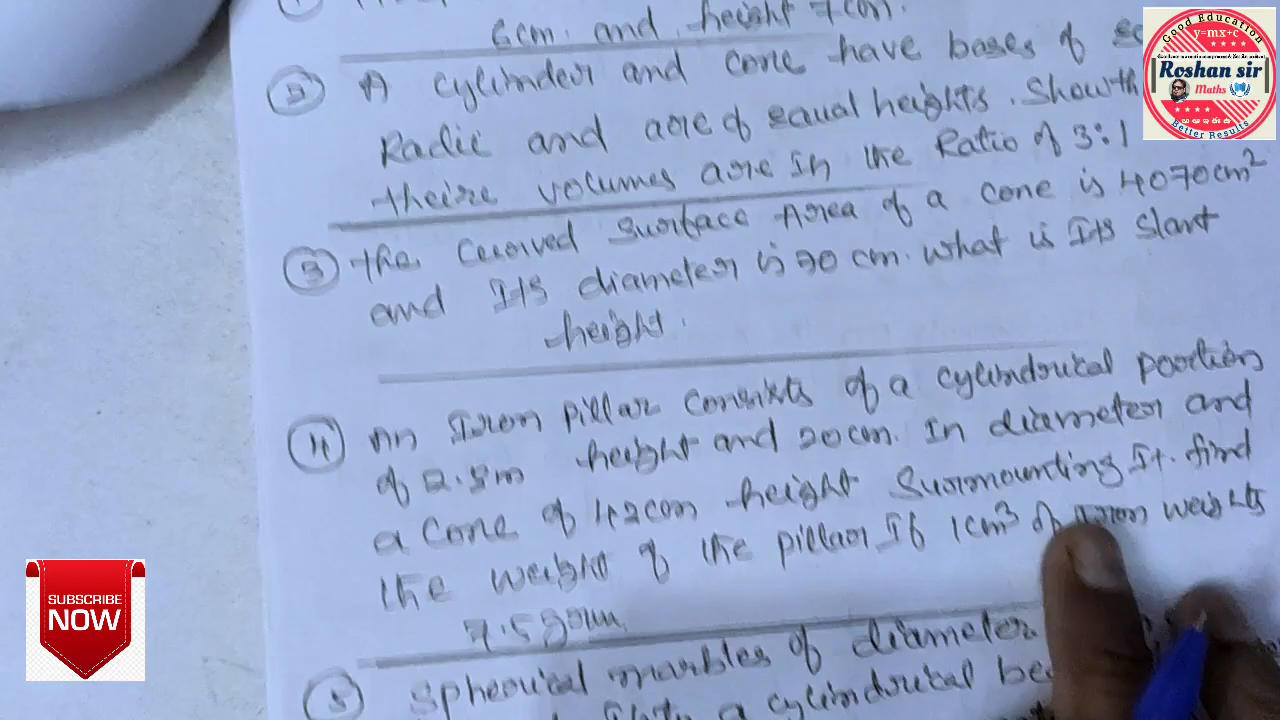 6cm. and height 7cm.
② A cylinder and cone have bases of
Radie and are of equal heights. Show th
theire volumes are In the Ratio of 3:1
③ the curved surface Area of a cone is 4070cm²
and Its diameter is 70 cm. what is Its slant
height.
④ An Iron pillar consists of a cylindrical portion
of 2.8m height and 20cm. In diameter and
a cone of 42cm height surmounting It. find
the weight of the pillar If 1cm³ of Iron weights
7.5 gram.
⑤ spherical marbles of diameter
Into a cylindrical be
Good Education
y=mx+c
Roshan sir
Maths
Better Results
SUBSCRIBE
NOW